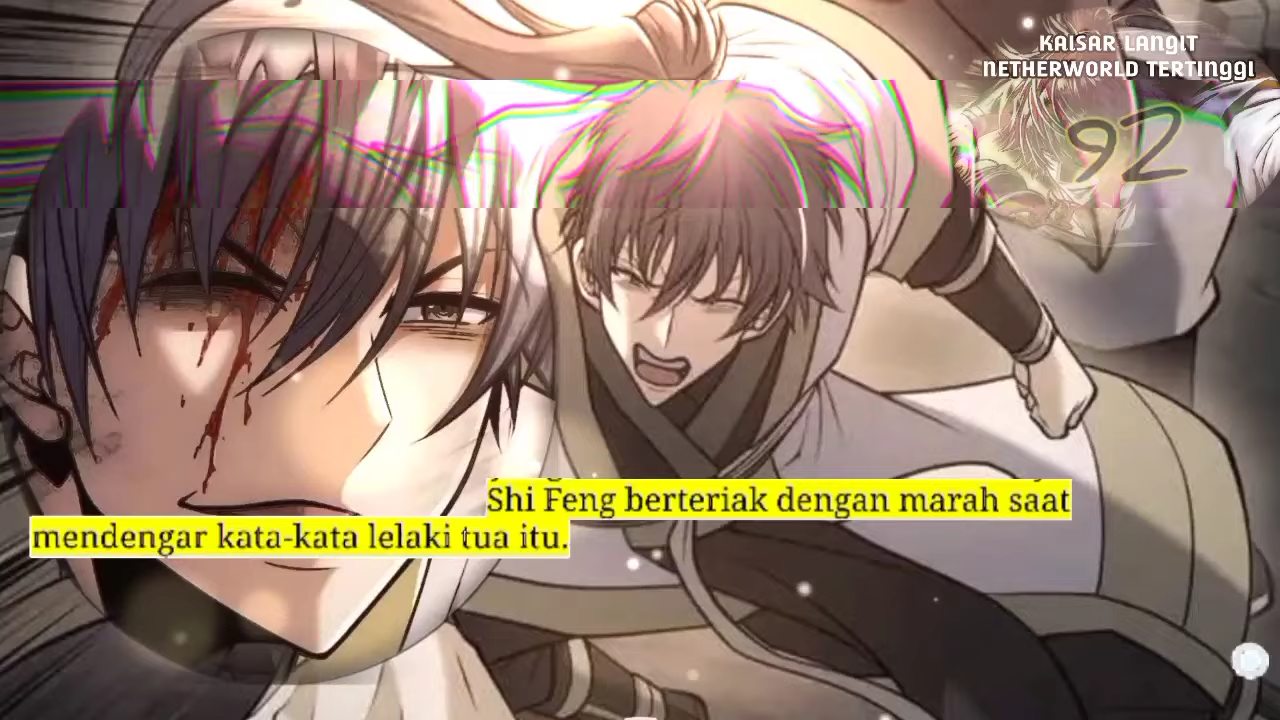 KAISAR LANGIT
NETHERWORLD TERTINGGI
92
Shi Feng berteriak dengan marah saat
mendengar kata-kata lelaki tua itu.